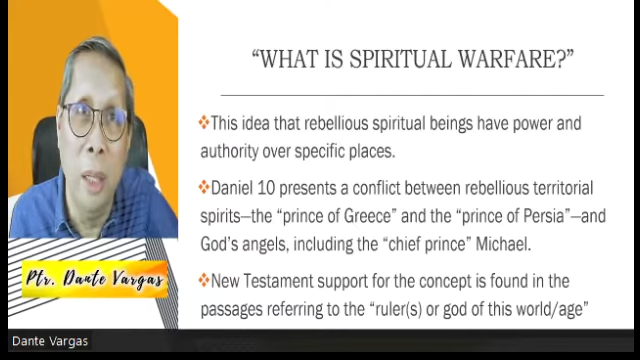 “WHAT IS SPIRITUAL WARFARE?”
❖This idea that rebellious spiritual beings have power and
authority over specific places.
❖Daniel 10 presents a conflict between rebellious territorial
spirits—the “prince of Greece” and the “prince of Persia”—and
God’s angels, including the “chief prince” Michael.
❖New Testament support for the concept is found in the
passages referring to the “ruler(s) or god of this world/age”
Ptr. Dante Vargas
Dante Vargas